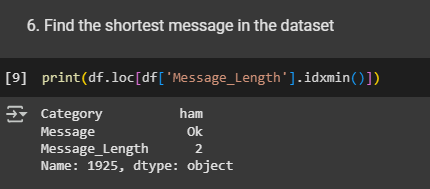 6. Find the shortest message in the dataset
[9] print(df.loc[df['Message_Length'].idxmin()])
Category ham
Message Ok
Message_Length 2
Name: 1925, dtype: object